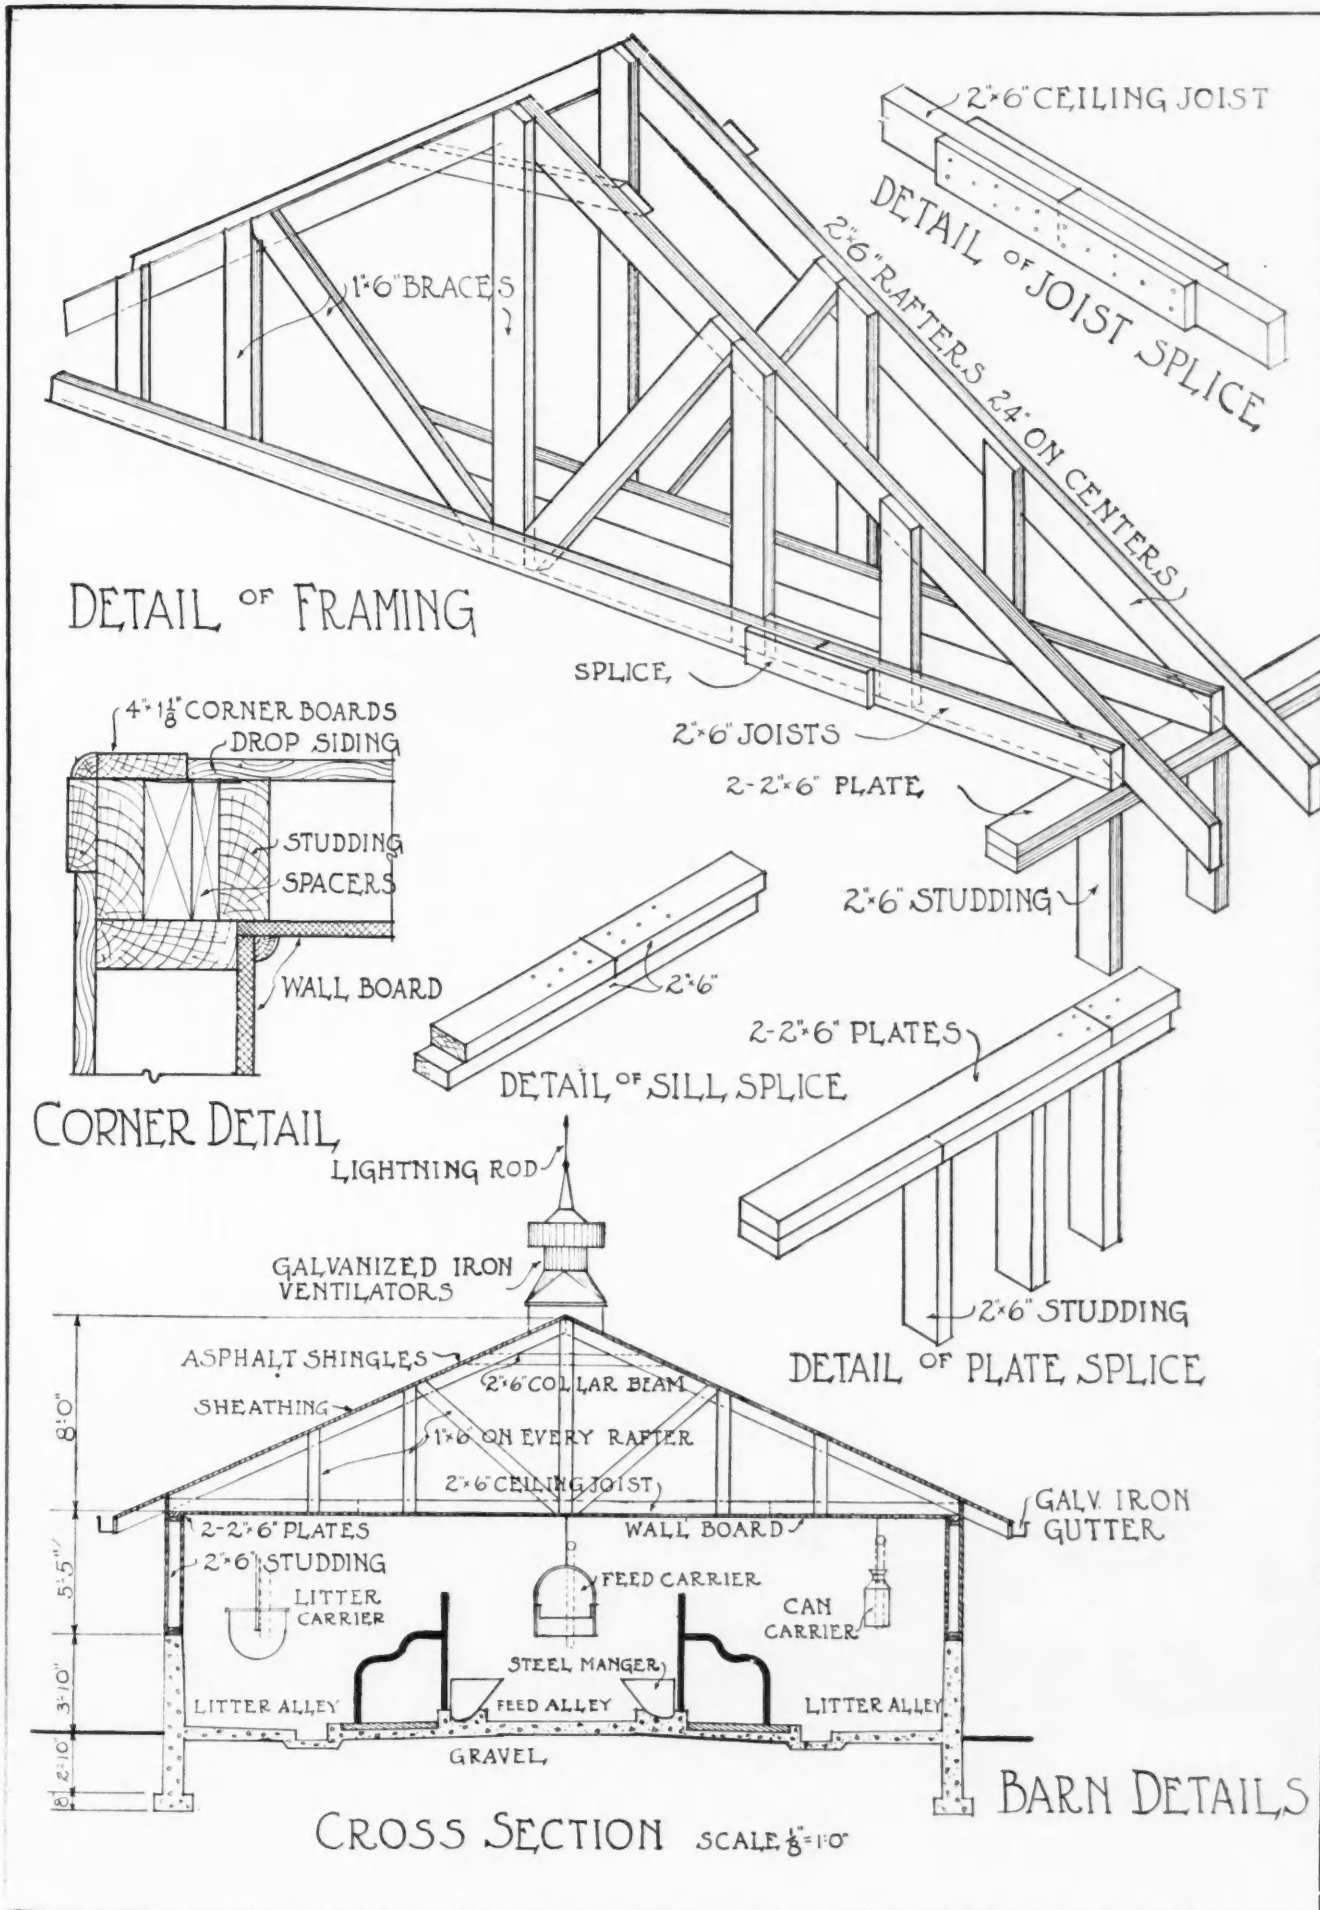 2"×6" CEILING JOIST
DETAIL OF JOIST SPLICE
2"×6" RAFTERS 24" ON CENTERS
1"×6" BRACES
DETAIL OF FRAMING
SPLICE
2"×6" JOISTS
2-2"×6" PLATE
2"×6" STUDDING
4"×1 1/8" CORNER BOARDS
DROP SIDING
STUDDING
SPACERS
WALL BOARD
CORNER DETAIL
2"×6"
DETAIL OF SILL SPLICE
2-2"×6" PLATES
2"×6" STUDDING
DETAIL OF PLATE SPLICE
LIGHTNING ROD
GALVANIZED IRON
VENTILATORS
ASPHALT SHINGLES
2"×6" COLLAR BEAM
SHEATHING
1"×6" ON EVERY RAFTER
2"×6" CEILING JOIST
8'-0"
2-2"×6" PLATES
WALL BOARD
GALV. IRON
GUTTER
2"×6" STUDDING
5'-5"
LITTER
CARRIER
FEED CARRIER
CAN
CARRIER
STEEL MANGER
3'-10"
LITTER ALLEY
FEED ALLEY
LITTER ALLEY
GRAVEL
2'-10"
8"
CROSS SECTION SCALE 1/8"=1'-0"
BARN DETAILS